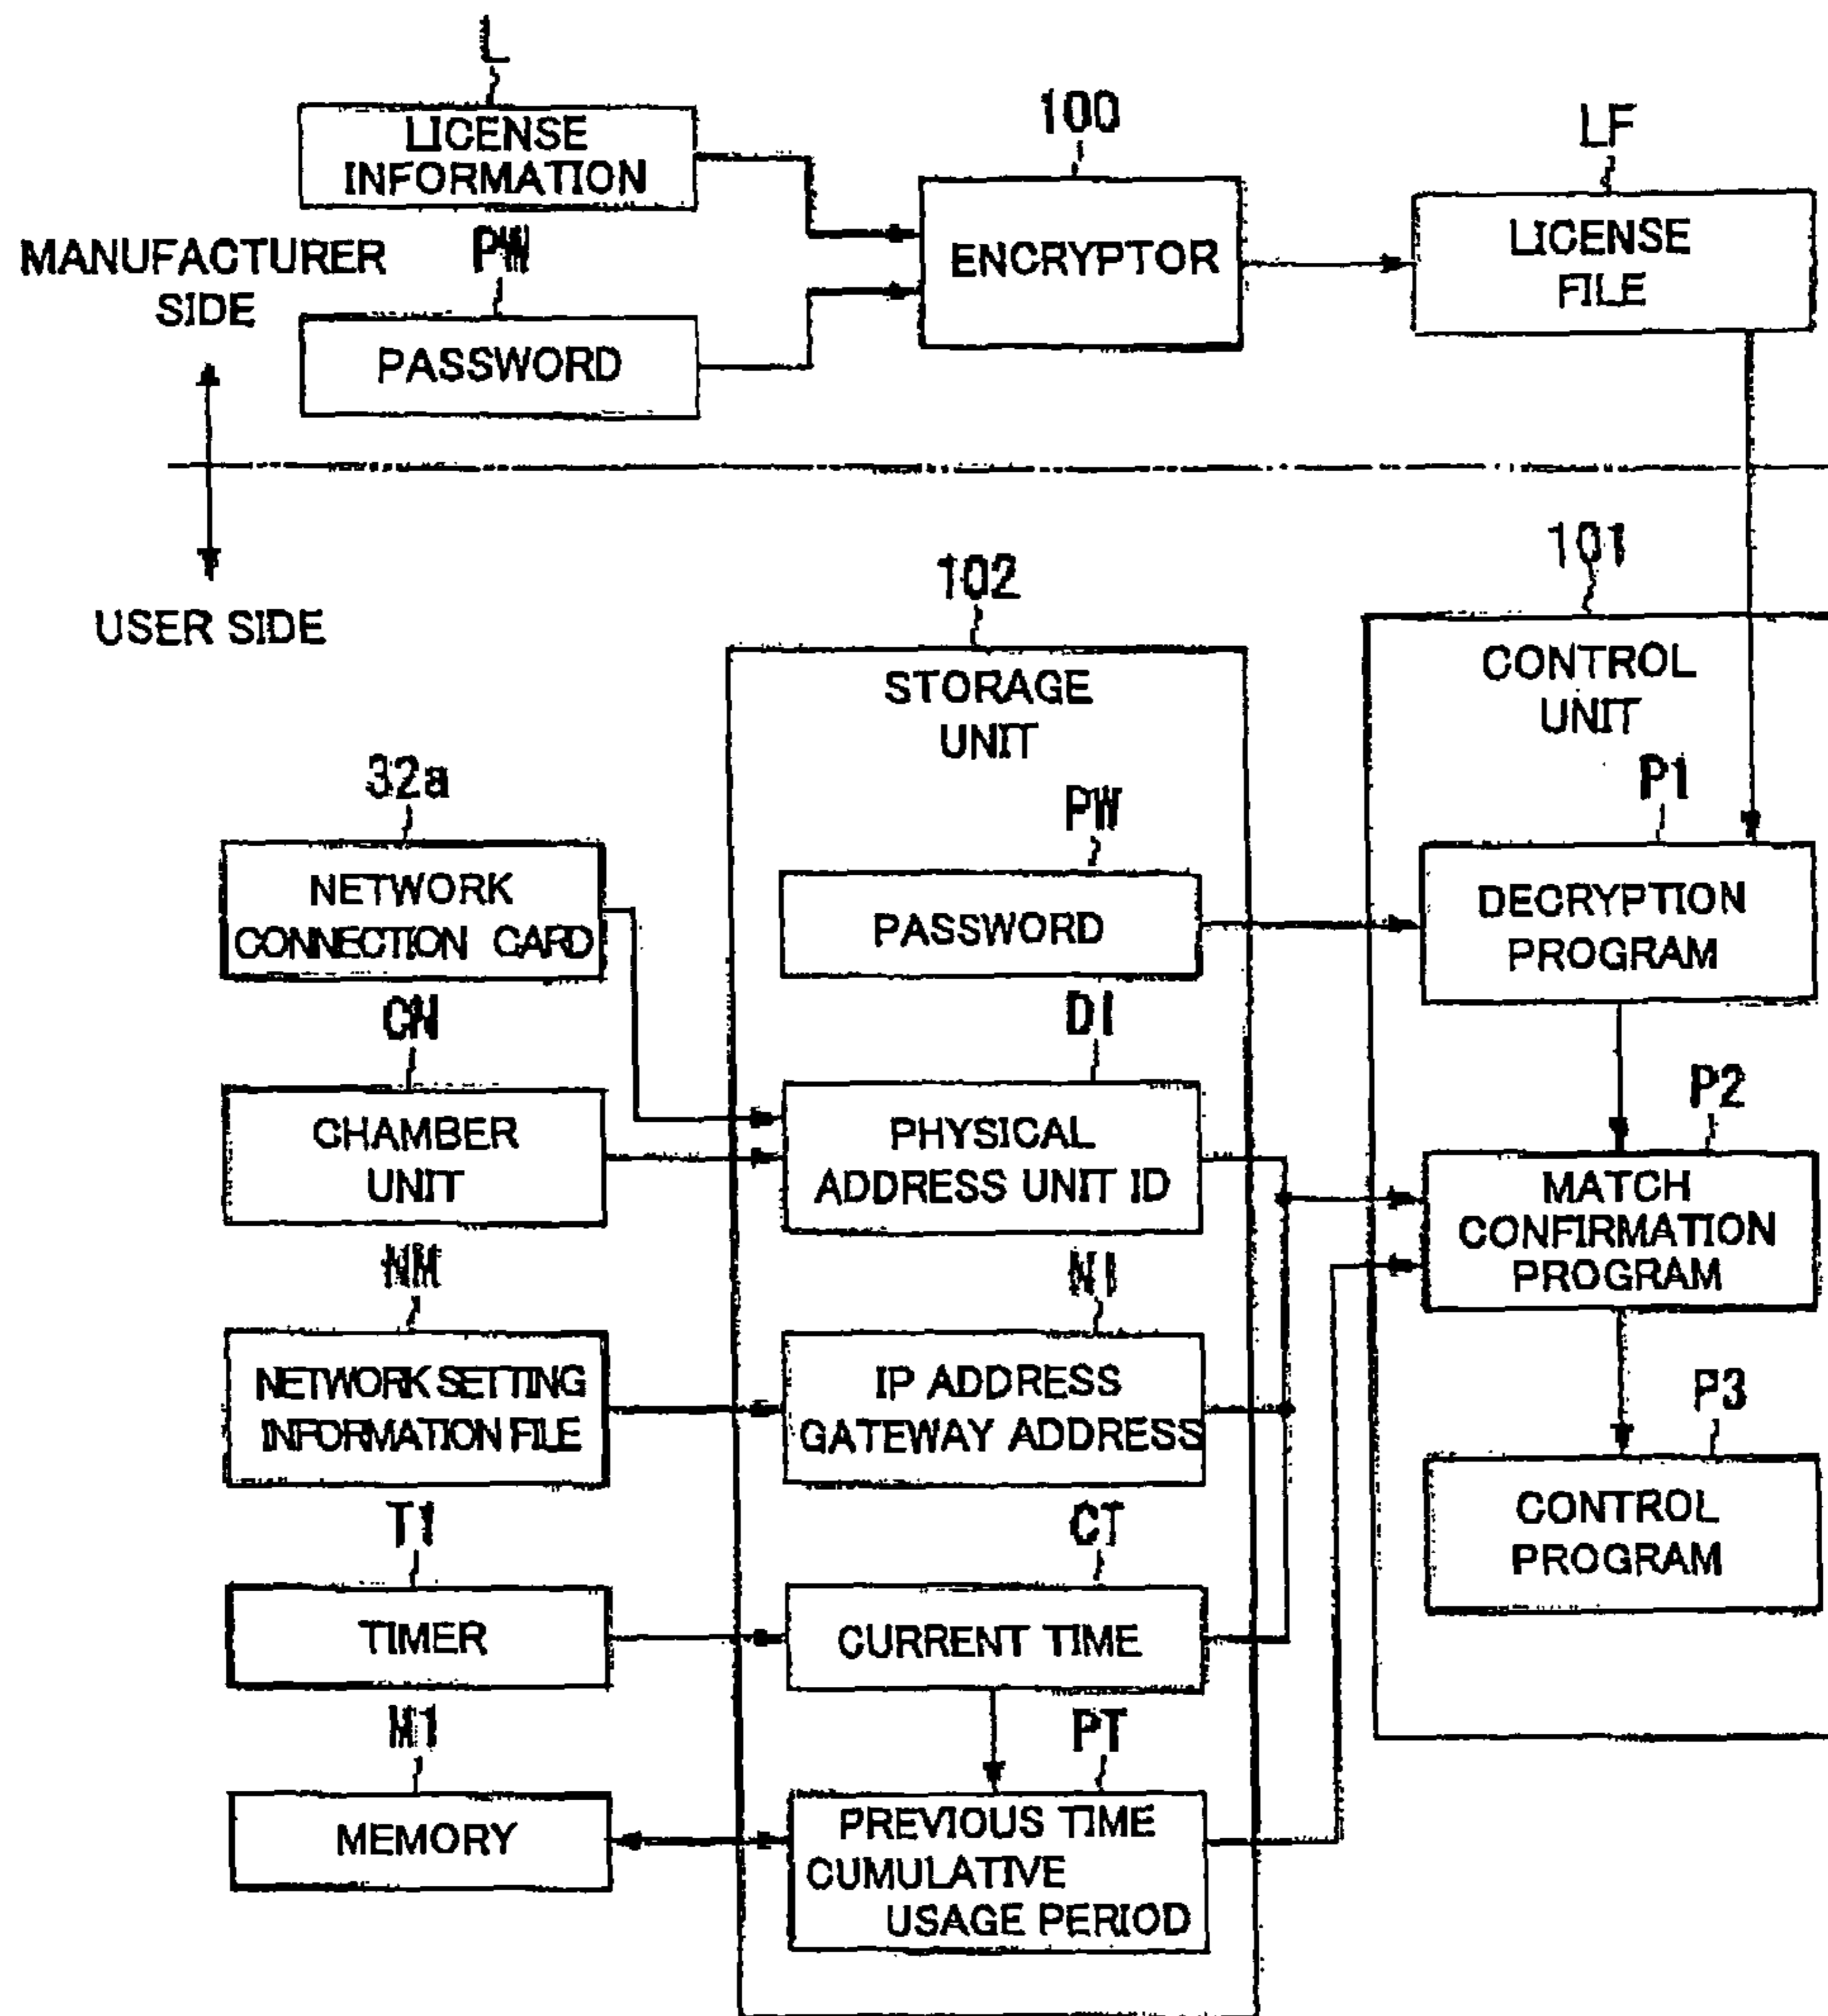 L
LICENSE
INFORMATION
100
LF
ENCRYPTOR
LICENSE
FILE
MANUFACTURER
SIDE
PW
PASSWORD
USER SIDE
102
STORAGE
UNIT
101
CONTROL
UNIT
32a
NETWORK
CONNECTION CARD
PW
PASSWORD
P1
DECRYPTION
PROGRAM
CN
CHAMBER
UNIT
DI
PHYSICAL
ADDRESS UNIT ID
P2
MATCH
CONFIRMATION
PROGRAM
NM
NETWORK SETTING
INFORMATION FILE
NI
IP ADDRESS
GATEWAY ADDRESS
P3
CONTROL
PROGRAM
T1
TIMER
CT
CURRENT TIME
M1
MEMORY
PT
PREVIOUS TIME
CUMULATIVE
USAGE PERIOD